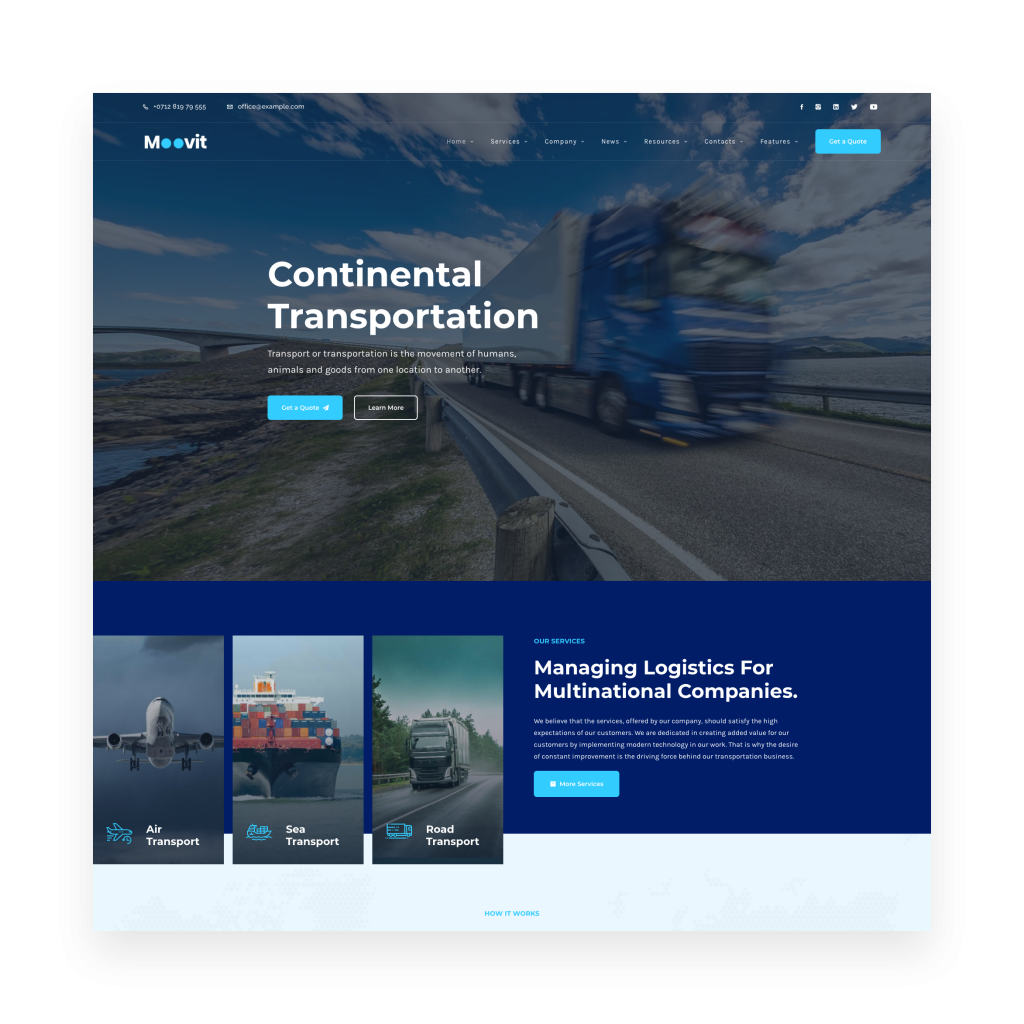 +0712 819 79 555 office@example.com
Moovit
Home Services Company News Resources Contacts Features Get a Quote
Continental
Transportation
Transport or transportation is the movement of humans,
animals and goods from one location to another.
Get a Quote Learn More
OUR SERVICES
Managing Logistics For
Multinational Companies.
We believe that the services, offered by our company, should satisfy the high
expectations of our customers. We are dedicated in creating added value for our
customers by implementing modern technology in our work. That is why the desire
of constant improvement is the driving force behind our transportation business.
More Services
Air
Transport
Sea
Transport
Road
Transport
HOW IT WORKS